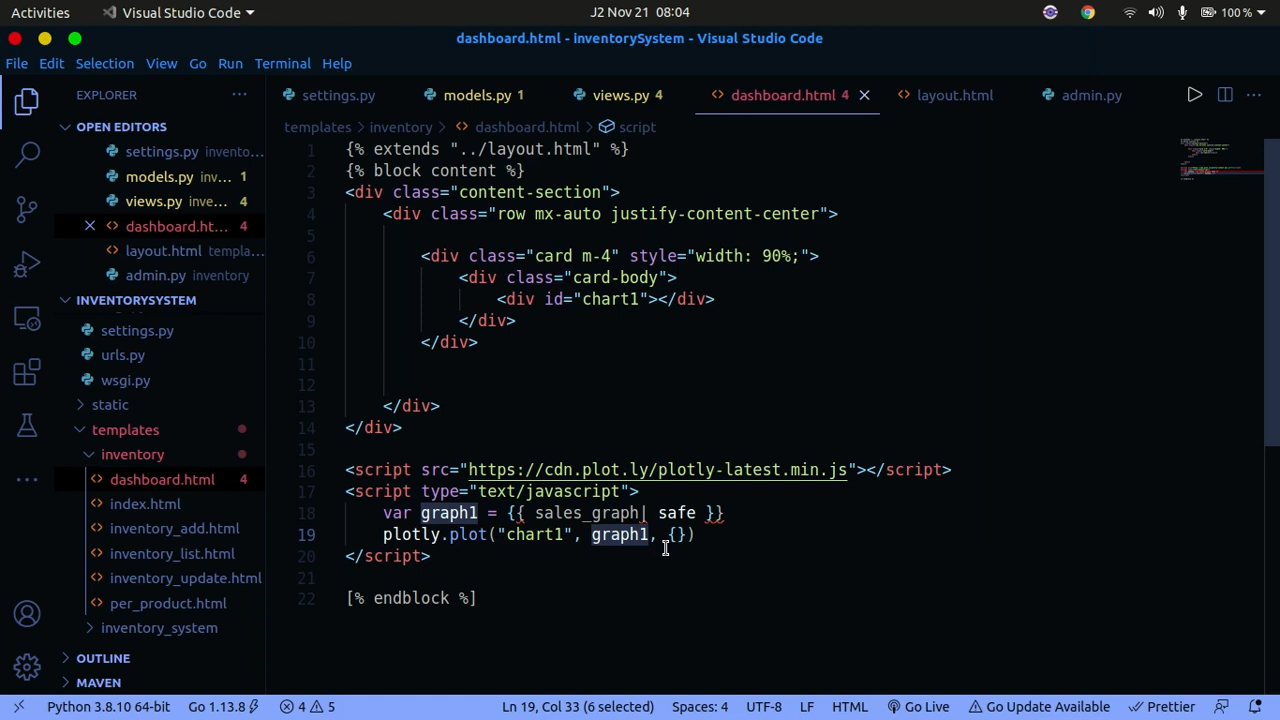 Activities
Visual Studio Code
J2 Nov 21 08:04
100 %
dashboard.html - inventorySystem - Visual Studio Code
File Edit Selection View Go Run Terminal Help
EXPLORER
settings.py
models.py 1
views.py 4
dashboard.html 4
layout.html
admin.py
OPEN EDITORS
settings.py invento...
models.py inv... 1
views.py inve... 4
dashboard.ht... 4
layout.html templa...
admin.py inventory
INVENTORYSYSTEM
settings.py
urls.py
wsgi.py
static
templates
inventory
dashboard.html 4
index.html
inventory_add.html
inventory_list.html
inventory_update.html
per_product.html
inventory_system
OUTLINE
MAVEN
templates > inventory > dashboard.html > script
1 {% extends "../layout.html" %}
2 {% block content %}
3 <div class="content-section">
4 <div class="row mx-auto justify-content-center">
5
6 <div class="card m-4" style="width: 90%;">
7 <div class="card-body">
8 <div id="chart1"></div>
9 </div>
10 </div>
11
12
13 </div>
14 </div>
15
16 <script src="https://cdn.plot.ly/plotly-latest.min.js"></script>
17 <script type="text/javascript">
18 var graph1 = {{ sales_graph| safe }}
19 plotly.plot("chart1", graph1, {})
20 </script>
21
22 [% endblock %]
Python 3.8.10 64-bit
Go 1.13.8
4 5
Ln 19, Col 33 (6 selected)
Spaces: 4
UTF-8
LF
HTML
Go Live
Go Update Available
Prettier